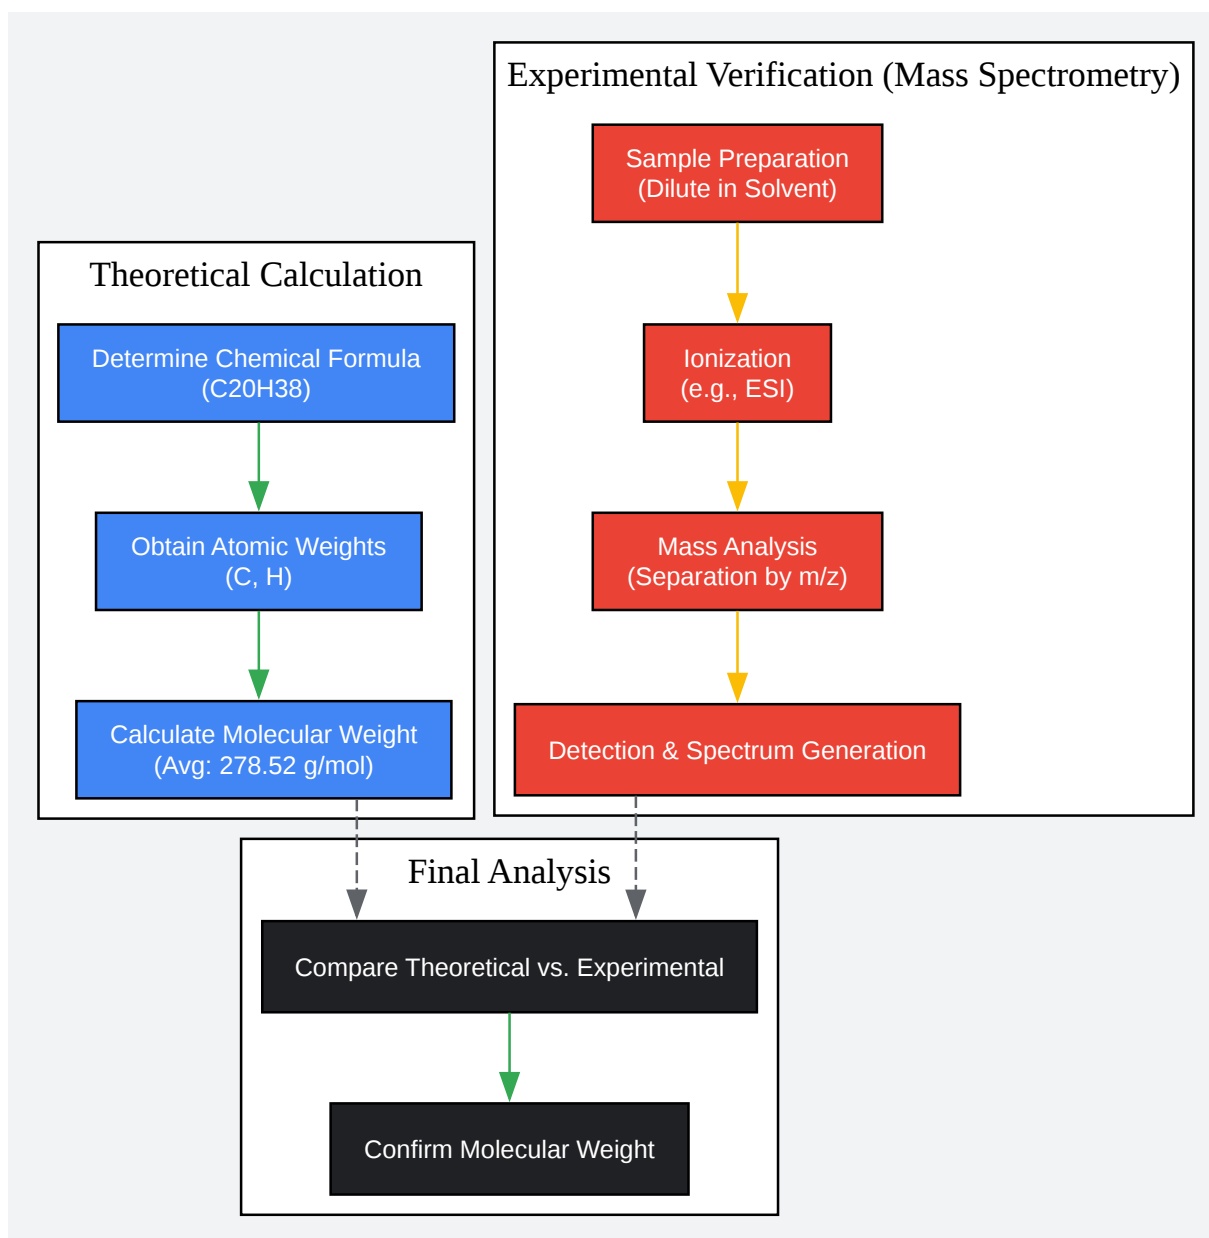 Experimental Verification (Mass Spectrometry)
Sample Preparation
(Dilute in Solvent)
Ionization
(e.g., ESI)
Mass Analysis
(Separation by m/z)
Detection & Spectrum Generation
Theoretical Calculation
Determine Chemical Formula
(C20H38)
Obtain Atomic Weights
(C, H)
Calculate Molecular Weight
(Avg: 278.52 g/mol)
Final Analysis
Compare Theoretical vs. Experimental
Confirm Molecular Weight